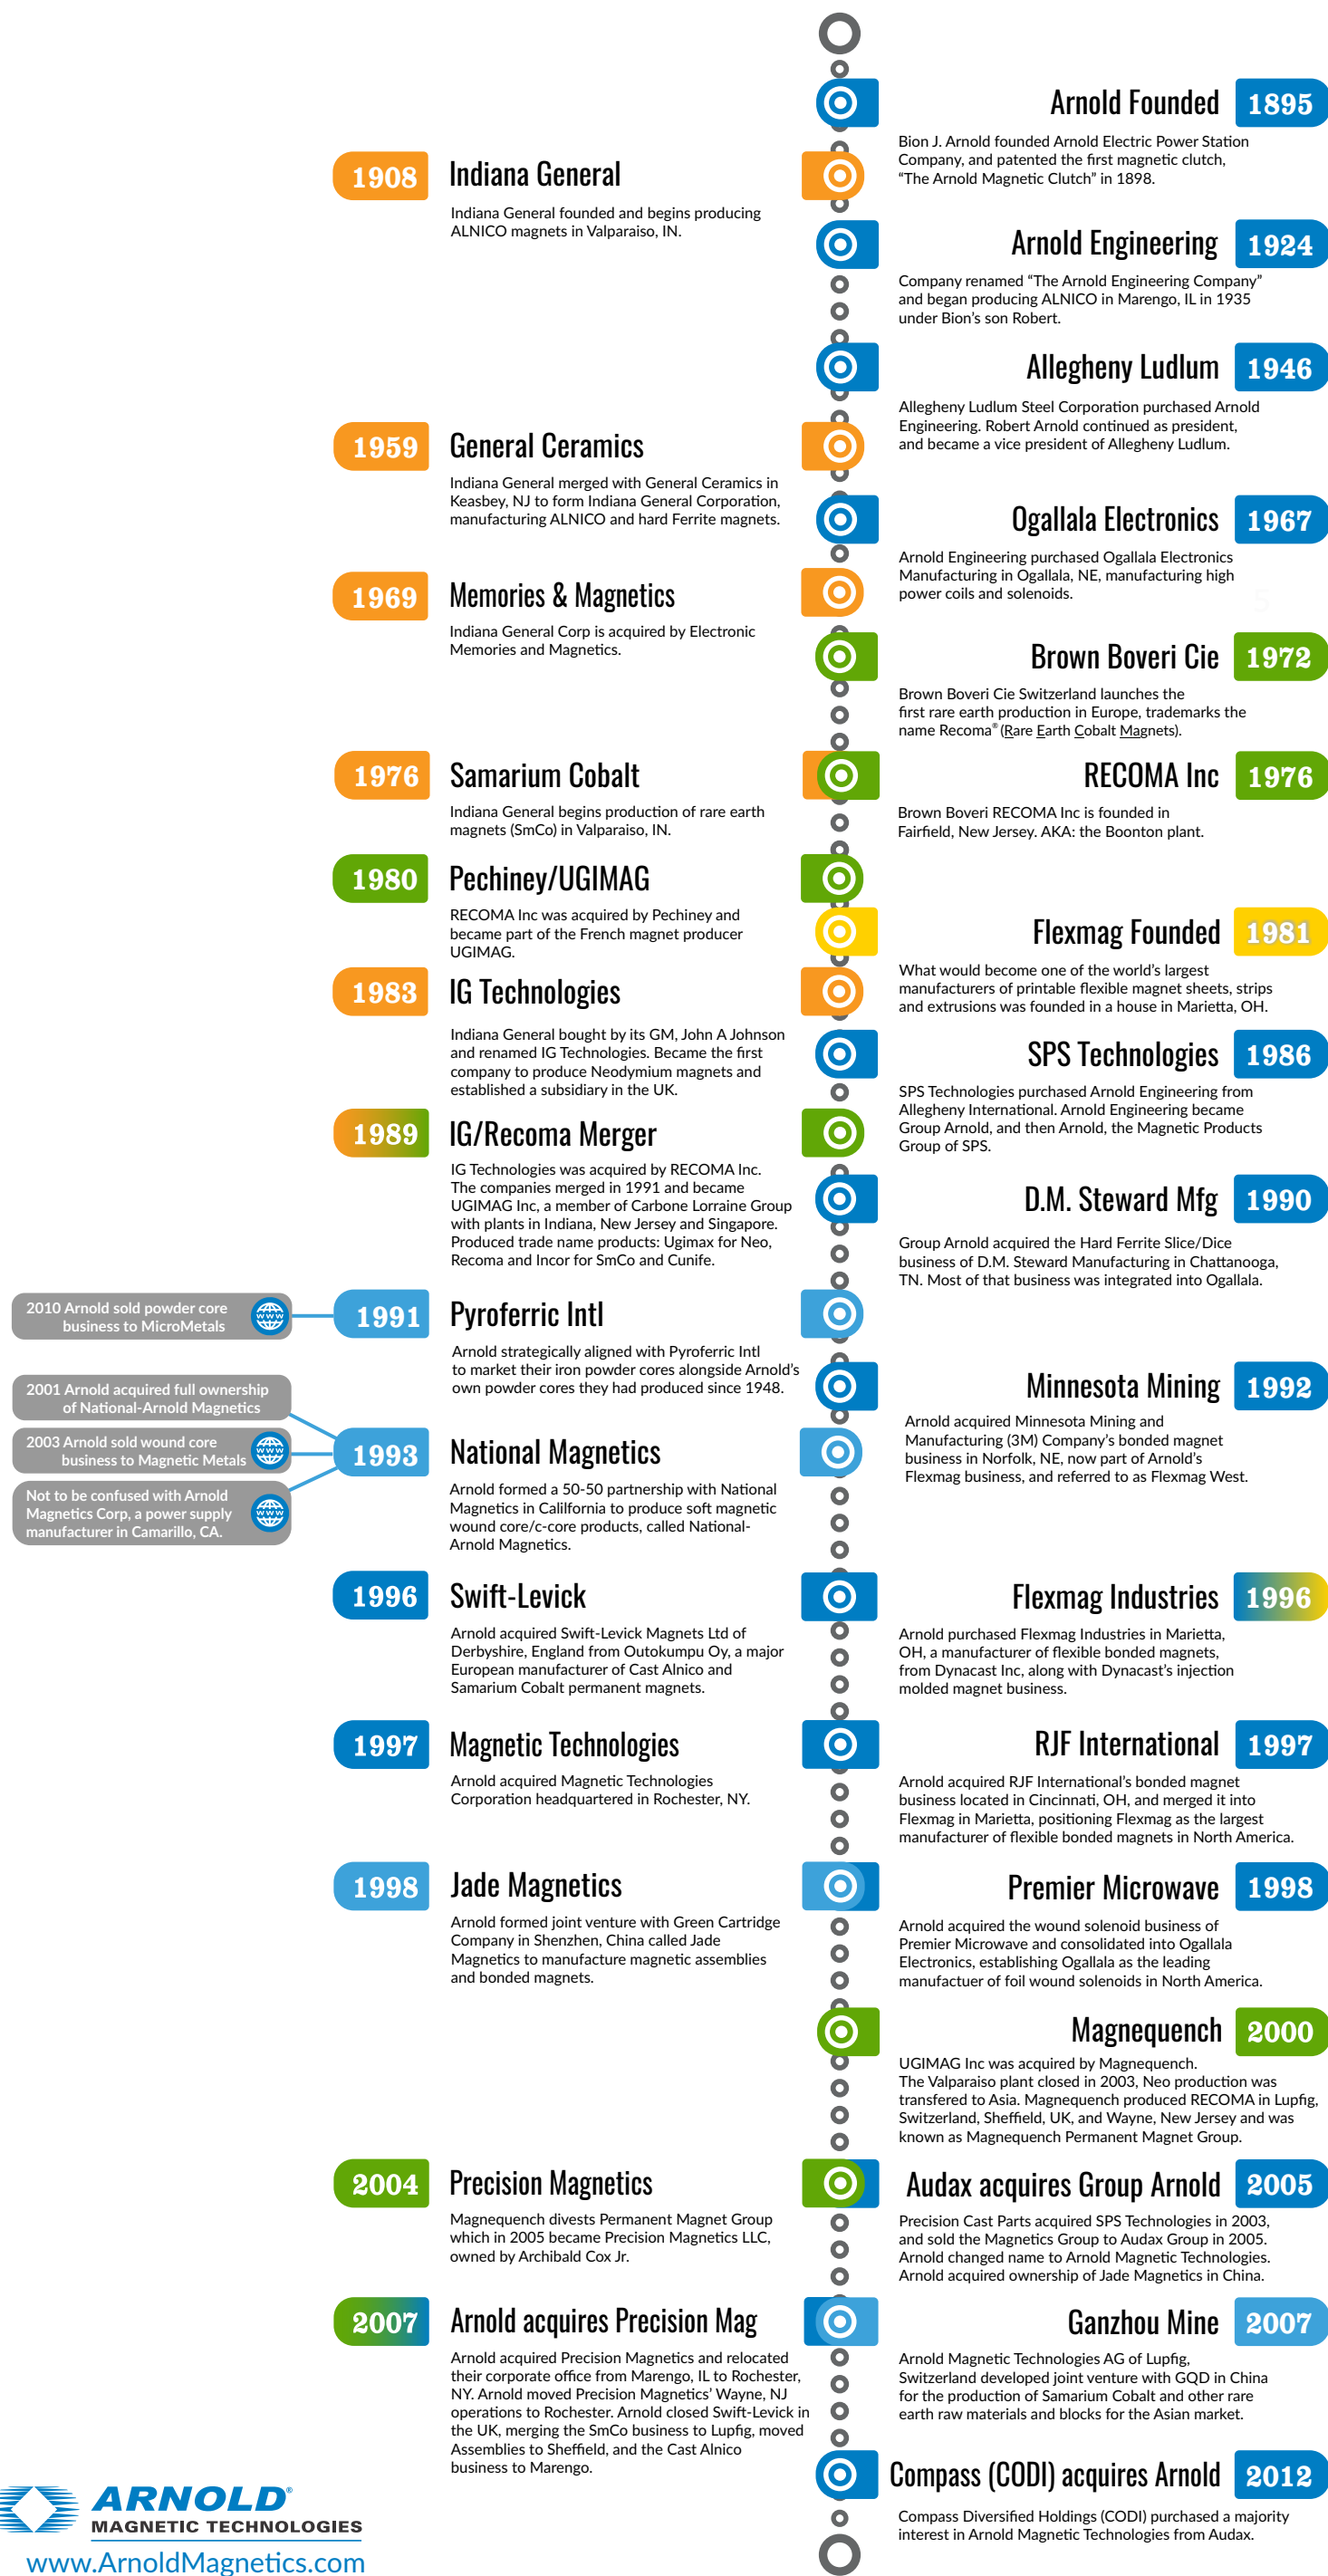 Arnold Founded 1895
Bion J. Arnold founded Arnold Electric Power Station
Company, and patented the first magnetic clutch,
“The Arnold Magnetic Clutch” in 1898.
1908 Indiana General
Indiana General founded and begins producing
ALNICO magnets in Valparaiso, IN.
Arnold Engineering 1924
Company renamed “The Arnold Engineering Company”
and began producing ALNICO in Marengo, IL in 1935
under Bion’s son Robert.
Allegheny Ludlum 1946
Allegheny Ludlum Steel Corporation purchased Arnold
Engineering. Robert Arnold continued as president,
and became a vice president of Allegheny Ludlum.
1959 General Ceramics
Indiana General merged with General Ceramics in
Keasbey, NJ to form Indiana General Corporation,
manufacturing ALNICO and hard Ferrite magnets.
Ogallala Electronics 1967
Arnold Engineering purchased Ogallala Electronics
Manufacturing in Ogallala, NE, manufacturing high
power coils and solenoids.
1969 Memories & Magnetics
Indiana General Corp is acquired by Electronic
Memories and Magnetics.
Brown Boveri Cie 1972
Brown Boveri Cie Switzerland launches the
first rare earth production in Europe, trademarks the
name Recoma® (Rare Earth Cobalt Magnets).
1976 Samarium Cobalt
Indiana General begins production of rare earth
magnets (SmCo) in Valparaiso, IN.
RECOMA Inc 1976
Brown Boveri RECOMA Inc is founded in
Fairfield, New Jersey. AKA: the Boonton plant.
1980 Pechiney/UGIMAG
RECOMA Inc was acquired by Pechiney and
became part of the French magnet producer
UGIMAG.
Flexmag Founded 1981
What would become one of the world’s largest
manufacturers of printable flexible magnet sheets, strips
and extrusions was founded in a house in Marietta, OH.
1983 IG Technologies
Indiana General bought by its GM, John A Johnson
and renamed IG Technologies. Became the first
company to produce Neodymium magnets and
established a subsidiary in the UK.
SPS Technologies 1986
SPS Technologies purchased Arnold Engineering from
Allegheny International. Arnold Engineering became
Group Arnold, and then Arnold, the Magnetic Products
Group of SPS.
1989 IG/Recoma Merger
IG Technologies was acquired by RECOMA Inc.
The companies merged in 1991 and became
UGIMAG Inc, a member of Carbone Lorraine Group
with plants in Indiana, New Jersey and Singapore.
Produced trade name products: Ugimax for Neo,
Recoma and Incor for SmCo and Cunife.
D.M. Steward Mfg 1990
Group Arnold acquired the Hard Ferrite Slice/Dice
business of D.M. Steward Manufacturing in Chattanooga,
TN. Most of that business was integrated into Ogallala.
2010 Arnold sold powder core
business to MicroMetals
www
1991 Pyroferric Intl
Arnold strategically aligned with Pyroferric Intl
to market their iron powder cores alongside Arnold’s
own powder cores they had produced since 1948.
Minnesota Mining 1992
Arnold acquired Minnesota Mining and
Manufacturing (3M) Company’s bonded magnet
business in Norfolk, NE, now part of Arnold’s
Flexmag business, and referred to as Flexmag West.
2001 Arnold acquired full ownership
of National-Arnold Magnetics
2003 Arnold sold wound core
business to Magnetic Metals
www
Not to be confused with Arnold
Magnetics Corp, a power supply
manufacturer in Camarillo, CA.
www
1993 National Magnetics
Arnold formed a 50-50 partnership with National
Magnetics in Calilfornia to produce soft magnetic
wound core/c-core products, called National-
Arnold Magnetics.
1996 Swift-Levick
Arnold acquired Swift-Levick Magnets Ltd of
Derbyshire, England from Outokumpu Oy, a major
European manufacturer of Cast Alnico and
Samarium Cobalt permanent magnets.
Flexmag Industries 1996
Arnold purchased Flexmag Industries in Marietta,
OH, a manufacturer of flexible bonded magnets,
from Dynacast Inc, along with Dynacast’s injection
molded magnet business.
1997 Magnetic Technologies
Arnold acquired Magnetic Technologies
Corporation headquartered in Rochester, NY.
RJF International 1997
Arnold acquired RJF International’s bonded magnet
business located in Cincinnati, OH, and merged it into
Flexmag in Marietta, positioning Flexmag as the largest
manufacturer of flexible bonded magnets in North America.
1998 Jade Magnetics
Arnold formed joint venture with Green Cartridge
Company in Shenzhen, China called Jade
Magnetics to manufacture magnetic assemblies
and bonded magnets.
Premier Microwave 1998
Arnold acquired the wound solenoid business of
Premier Microwave and consolidated into Ogallala
Electronics, establishing Ogallala as the leading
manufactuer of foil wound solenoids in North America.
Magnequench 2000
UGIMAG Inc was acquired by Magnequench.
The Valparaiso plant closed in 2003, Neo production was
transfered to Asia. Magnequench produced RECOMA in Lupfig,
Switzerland, Sheffield, UK, and Wayne, New Jersey and was
known as Magnequench Permanent Magnet Group.
2004 Precision Magnetics
Magnequench divests Permanent Magnet Group
which in 2005 became Precision Magnetics LLC,
owned by Archibald Cox Jr.
Audax acquires Group Arnold 2005
Precision Cast Parts acquired SPS Technologies in 2003,
and sold the Magnetics Group to Audax Group in 2005.
Arnold changed name to Arnold Magnetic Technologies.
Arnold acquired ownership of Jade Magnetics in China.
2007 Arnold acquires Precision Mag
Arnold acquired Precision Magnetics and relocated
their corporate office from Marengo, IL to Rochester,
NY. Arnold moved Precision Magnetics’ Wayne, NJ
operations to Rochester. Arnold closed Swift-Levick in
the UK, merging the SmCo business to Lupfig, moved
Assemblies to Sheffield, and the Cast Alnico
business to Marengo.
Ganzhou Mine 2007
Arnold Magnetic Technologies AG of Lupfig,
Switzerland developed joint venture with GQD in China
for the production of Samarium Cobalt and other rare
earth raw materials and blocks for the Asian market.
Compass (CODI) acquires Arnold 2012
Compass Diversified Holdings (CODI) purchased a majority
interest in Arnold Magnetic Technologies from Audax.
ARNOLD®
MAGNETIC TECHNOLOGIES
www.ArnoldMagnetics.com